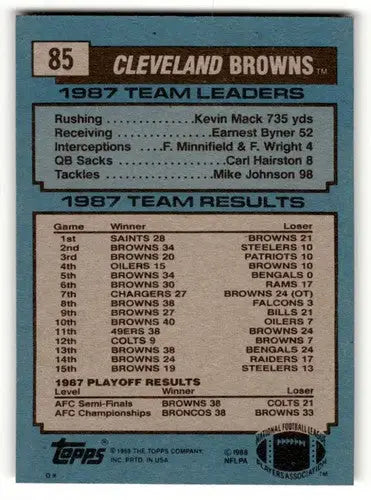 85 CLEVELAND BROWNS™
1987 TEAM LEADERS
Rushing . . . . . . . . . . . . Kevin Mack 735 yds
Receiving . . . . . . . . . . . . . Earnest Byner 52
Interceptions . . . F. Minnifield & F. Wright 4
QB Sacks . . . . . . . . . . . . . Carl Hairston 8
Tackles . . . . . . . . . . . . . . . Mike Johnson 98
1987 TEAM RESULTS
Game Winner Loser
1st SAINTS 28 BROWNS 21
2nd BROWNS 34 STEELERS 10
3rd BROWNS 20 PATRIOTS 10
4th OILERS 15 BROWNS 10
5th BROWNS 34 BENGALS 0
6th BROWNS 30 RAMS 17
7th CHARGERS 27 BROWNS 24 (OT)
8th BROWNS 38 FALCONS 3
9th BROWNS 27 BILLS 21
10th BROWNS 40 OILERS 7
11th 49ERS 38 BROWNS 24
12th COLTS 9 BROWNS 7
13th BROWNS 38 BENGALS 24
14th BROWNS 24 RAIDERS 17
15th BROWNS 19 STEELERS 13
1987 PLAYOFF RESULTS
Level Winner Loser
AFC Semi-Finals BROWNS 38 COLTS 21
AFC Championships BRONCOS 38 BROWNS 33
topps®
© 1988 THE TOPPS COMPANY,
INC. PRTD. IN U.S.A.
© 1988
NFLPA
NATIONAL FOOTBALL LEAGUE
PLAYERS ASSOCIATION
TM